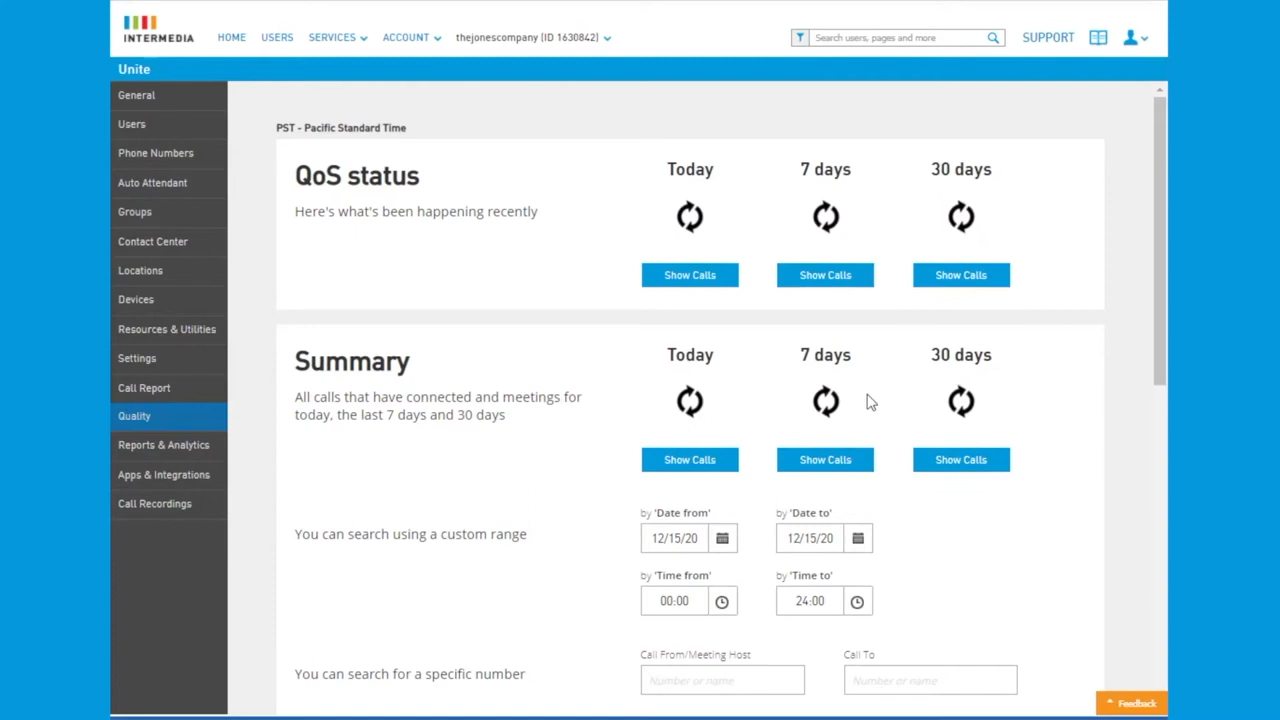 INTERMEDIA
HOME USERS SERVICES ACCOUNT thejonescompany (ID 1630842) Search users, pages and more SUPPORT
Unite
General
Users
Phone Numbers
Auto Attendant
Groups
Contact Center
Locations
Devices
Resources & Utilities
Settings
Call Report
Quality
Reports & Analytics
Apps & Integrations
Call Recordings
PST - Pacific Standard Time
QoS status
Here's what's been happening recently
Today 7 days 30 days
Show Calls Show Calls Show Calls
Summary
All calls that have connected and meetings for
today, the last 7 days and 30 days
Today 7 days 30 days
Show Calls Show Calls Show Calls
You can search using a custom range
by 'Date from' by 'Date to'
12/15/20 12/15/20
by 'Time from' by 'Time to'
00:00 24:00
You can search for a specific number
Call From/Meeting Host Call To
Number or name Number or name
Feedback